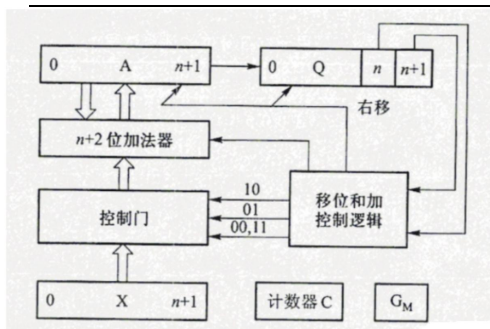 0 A n+1
0 Q n n+1
右移
n+2 位加法器
10
01
00,11
控制门
移位和加
控制逻辑
0 X n+1
计数器 C
G_M